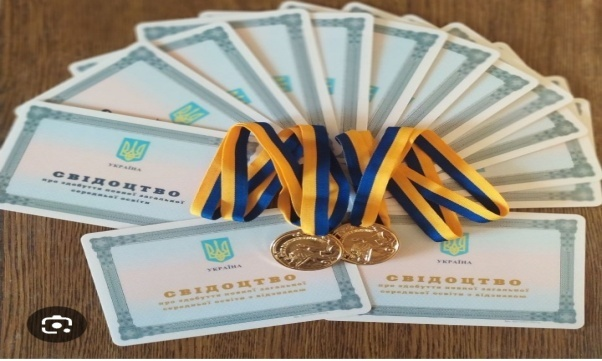 УКРАЇНА
СВІДОЦТВО
про здобуття повної загальної
середньої освіти
УКРАЇНА
СВІДОЦТВО
про здобуття повної загальної
середньої освіти з відзнакою
УКРАЇНА
СВІДОЦТВО
про здобуття повної загальної
середньої освіти з відзнакою